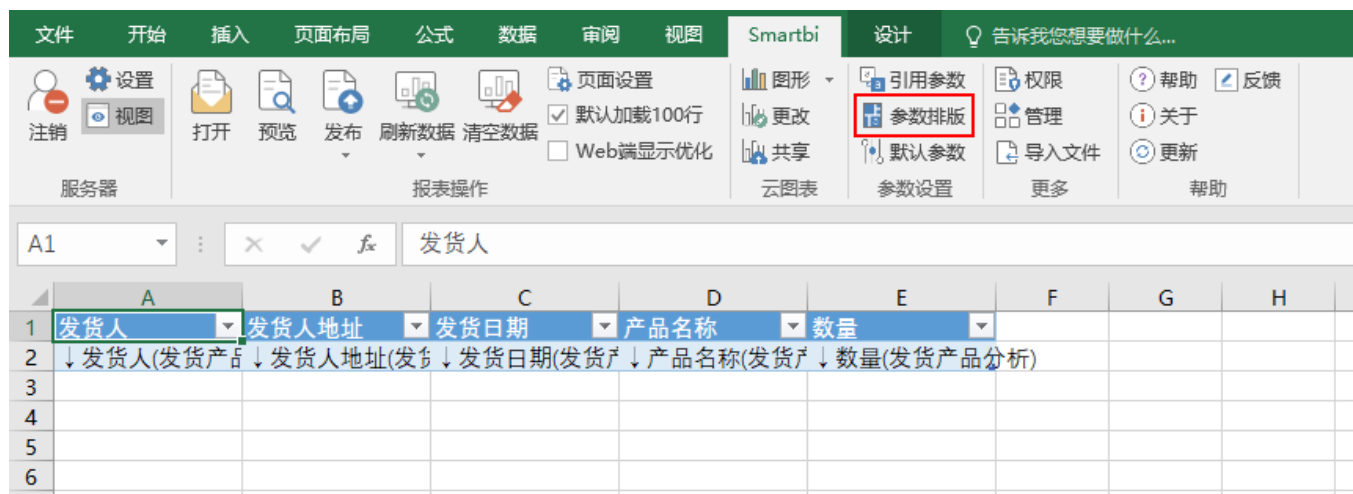 文件 开始 插入 页面布局 公式 数据 审阅 视图 Smartbi 设计 告诉我您想要做什么...
设置 页面设置 图形 引用参数 权限 帮助 反馈
视图 默认加载100行 更改 参数排版 管理 关于
注销 打开 预览 发布 刷新数据 清空数据 Web端显示优化 共享 默认参数 导入文件 更新
服务器 报表操作 云图表 参数设置 更多 帮助
A1 fx 发货人
A B C D E F G H
1 发货人 发货人地址 发货日期 产品名称 数量
2 ↓发货人(发货产品 ↓发货人地址(发货 ↓发货日期(发货产 ↓产品名称(发货产 ↓数量(发货产品分析)
3
4
5
6